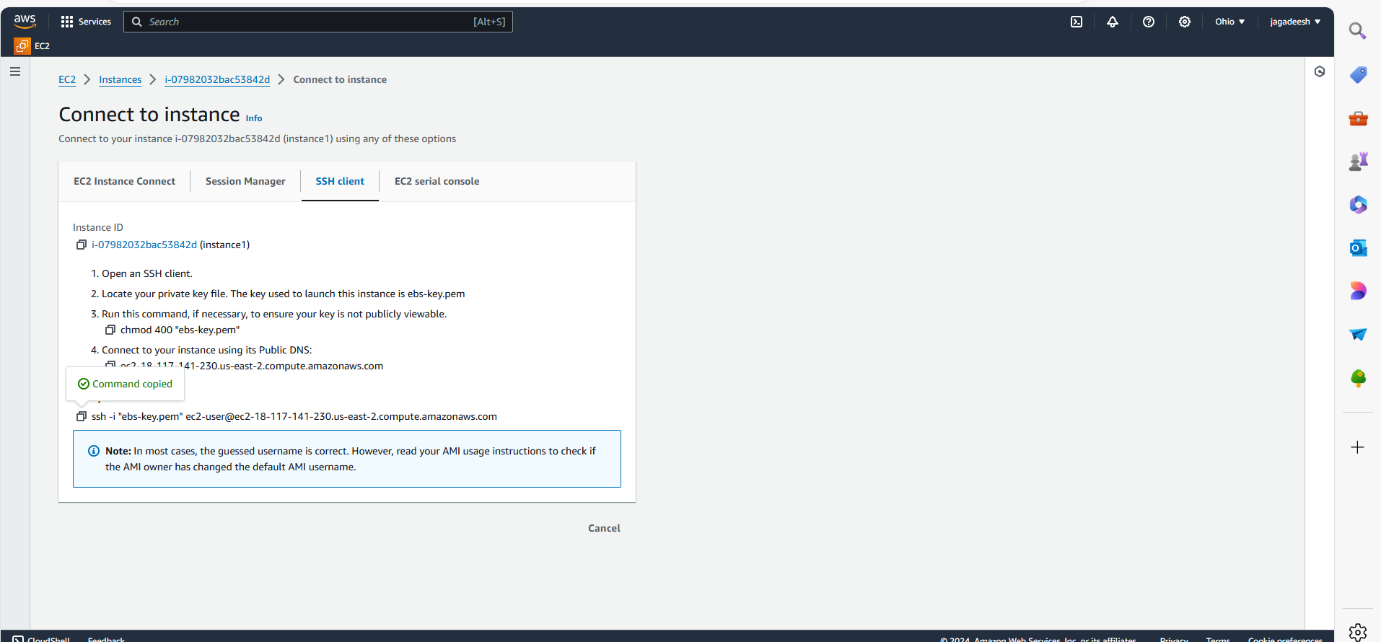 aws
Services
Search
[Alt+S]
Ohio
jagadeesh
EC2
EC2
Instances
i-07982032bac53842d
Connect to instance
Connect to instance Info
Connect to your instance i-07982032bac53842d (instance1) using any of these options
EC2 Instance Connect
Session Manager
SSH client
EC2 serial console
Instance ID
i-07982032bac53842d (instance1)
1. Open an SSH client.
2. Locate your private key file. The key used to launch this instance is ebs-key.pem
3. Run this command, if necessary, to ensure your key is not publicly viewable.
chmod 400 "ebs-key.pem"
4. Connect to your instance using its Public DNS:
ec2-18-117-141-230.us-east-2.compute.amazonaws.com
Command copied
ssh -i "ebs-key.pem" ec2-user@ec2-18-117-141-230.us-east-2.compute.amazonaws.com
Note: In most cases, the guessed username is correct. However, read your AMI usage instructions to check if
the AMI owner has changed the default AMI username.
Cancel
CloudShell
Feedback
© 2024, Amazon Web Services, Inc. or its affiliates.
Privacy
Terms
Cookie preferences